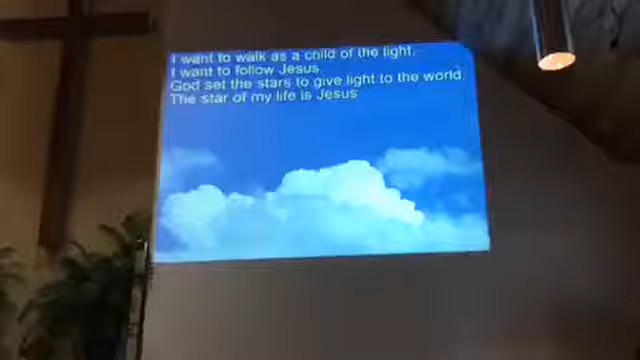 I want to walk as a child of the light.
I want to follow Jesus
God set the stars to give light to the world.
The star of my life is Jesus